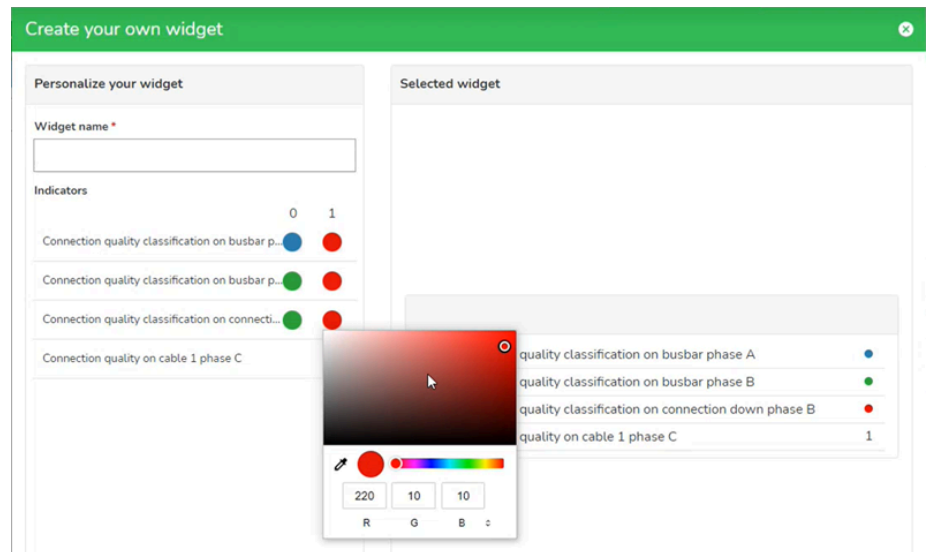 Create your own widget
Personalize your widget
Selected widget
Widget name *
Indicators
0 1
Connection quality classification on busbar p...
Connection quality classification on busbar p...
Connection quality classification on connecti...
Connection quality on cable 1 phase C
quality classification on busbar phase A
quality classification on busbar phase B
quality classification on connection down phase B
quality on cable 1 phase C 1
220 10 10
R G B